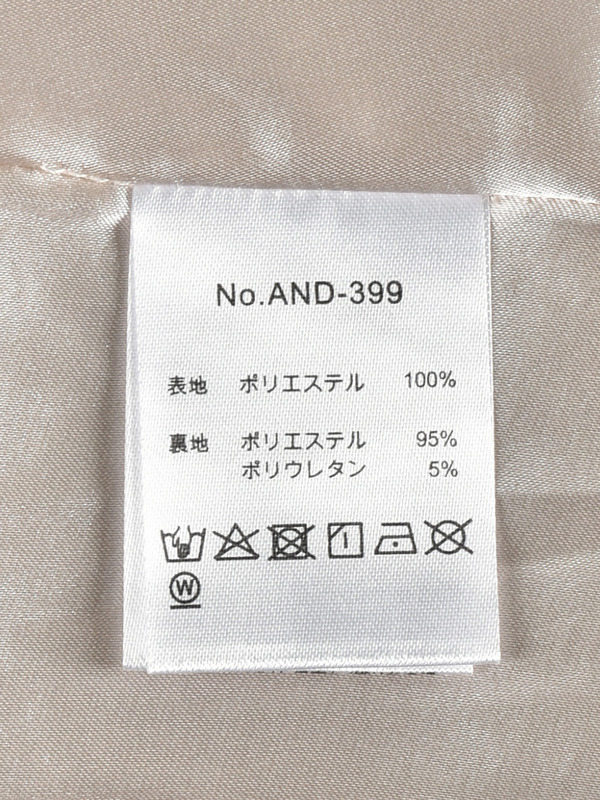 No.AND-399
表地 ポリエステル 100%
裏地 ポリエステル 95%
ポリウレタン 5%
W